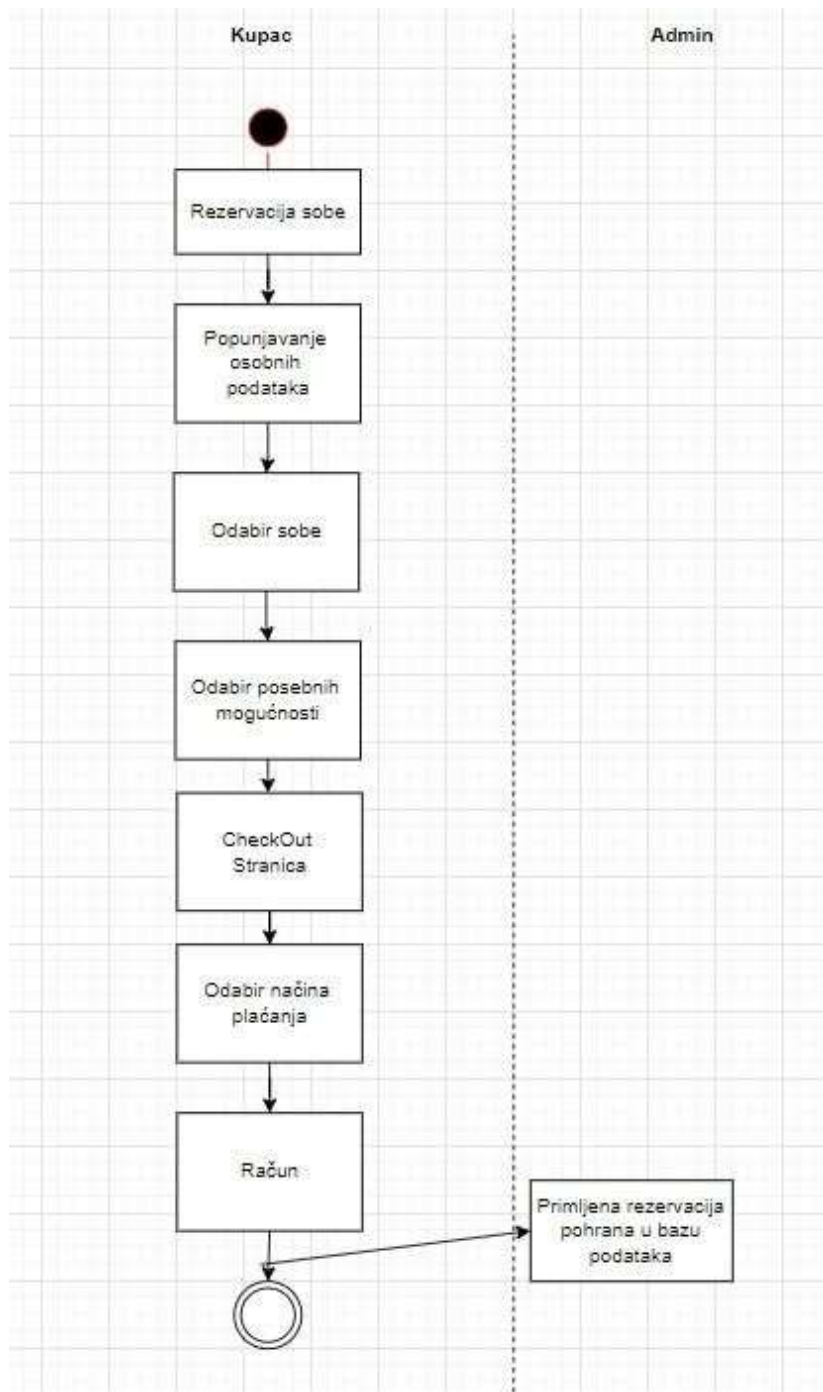 Kupac
Admin
Rezervacija sobe
Popunjavanje
osobnih
podataka
Odabir sobe
Odabir posebnih
mogućnosti
CheckOut
Stranica
Odabir načina
plaćanja
Račun
Primljena rezervacija
pohrana u bazu
podataka